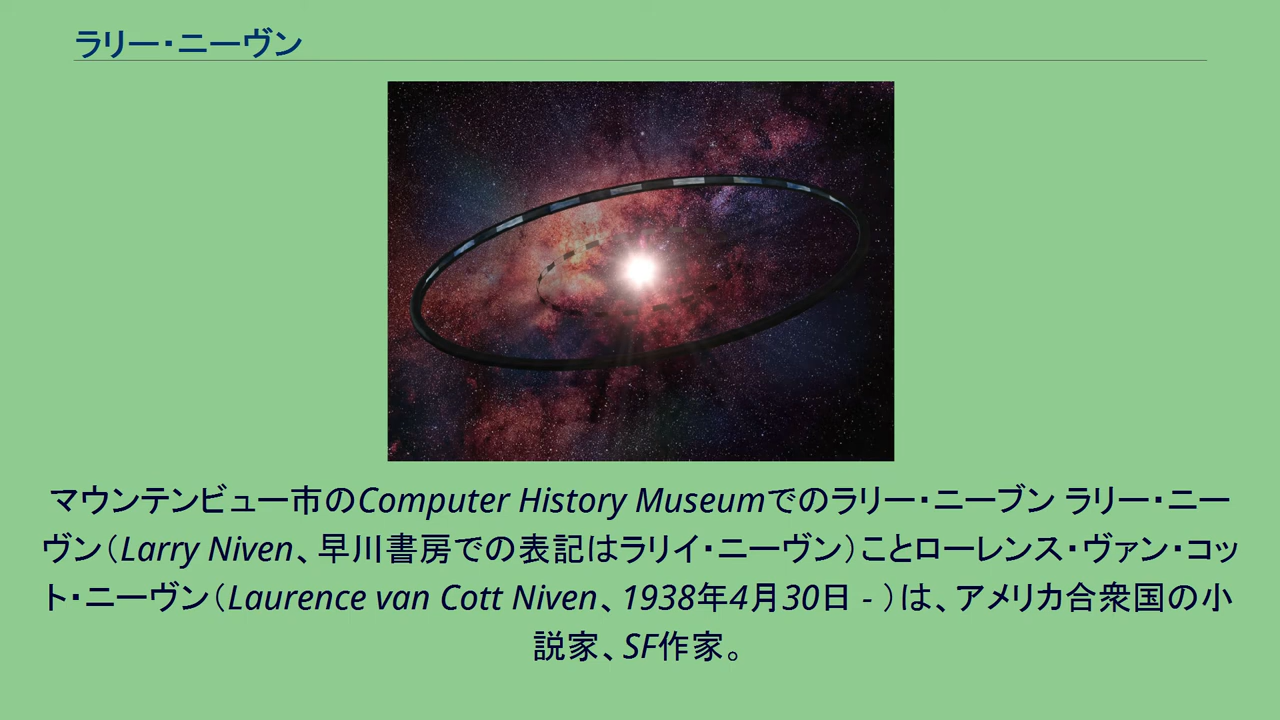 ラリー・ニーヴン
マウンテンビュー市のComputer History Museumでのラリー・ニーブン ラリー・ニー
ヴン（Larry Niven、早川書房での表記はラリイ・ニーヴン）ことローレンス・ヴァン・コッ
ト・ニーヴン（Laurence van Cott Niven、1938年4月30日 - ）は、アメリカ合衆国の小
説家、SF作家。